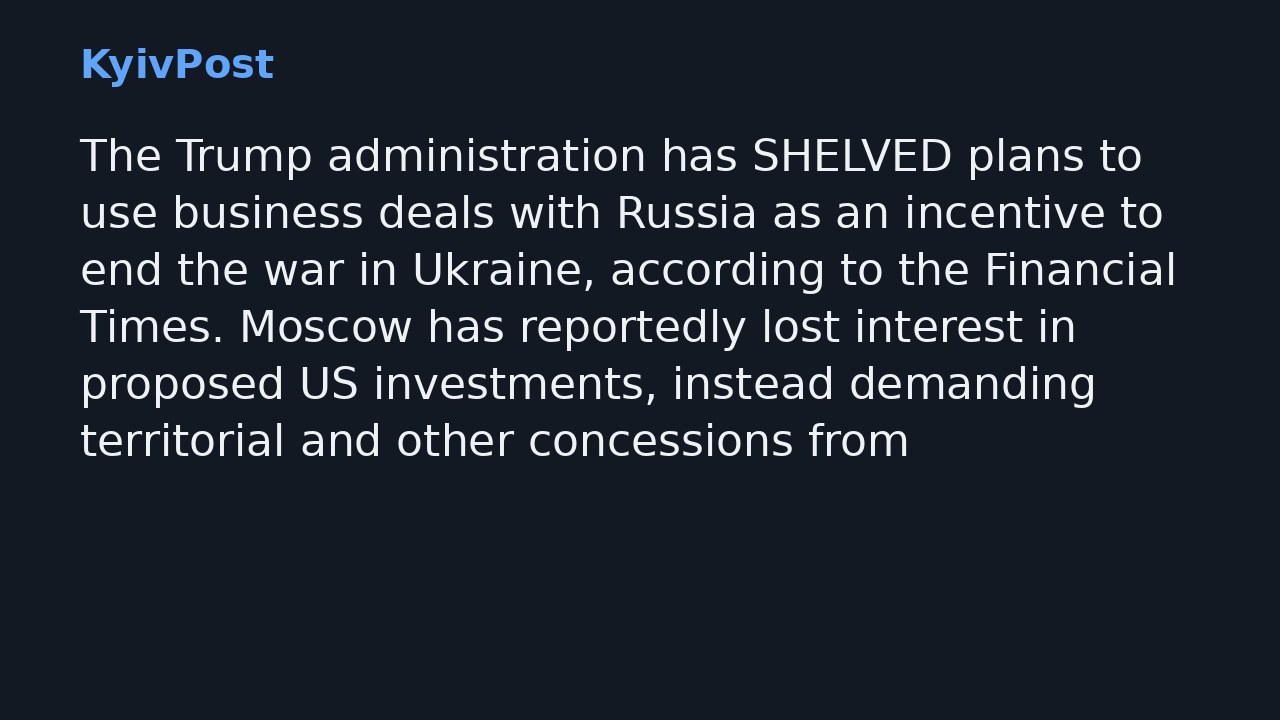 KyivPost
The Trump administration has SHELVED plans to
use business deals with Russia as an incentive to
end the war in Ukraine, according to the Financial
Times. Moscow has reportedly lost interest in
proposed US investments, instead demanding
territorial and other concessions from